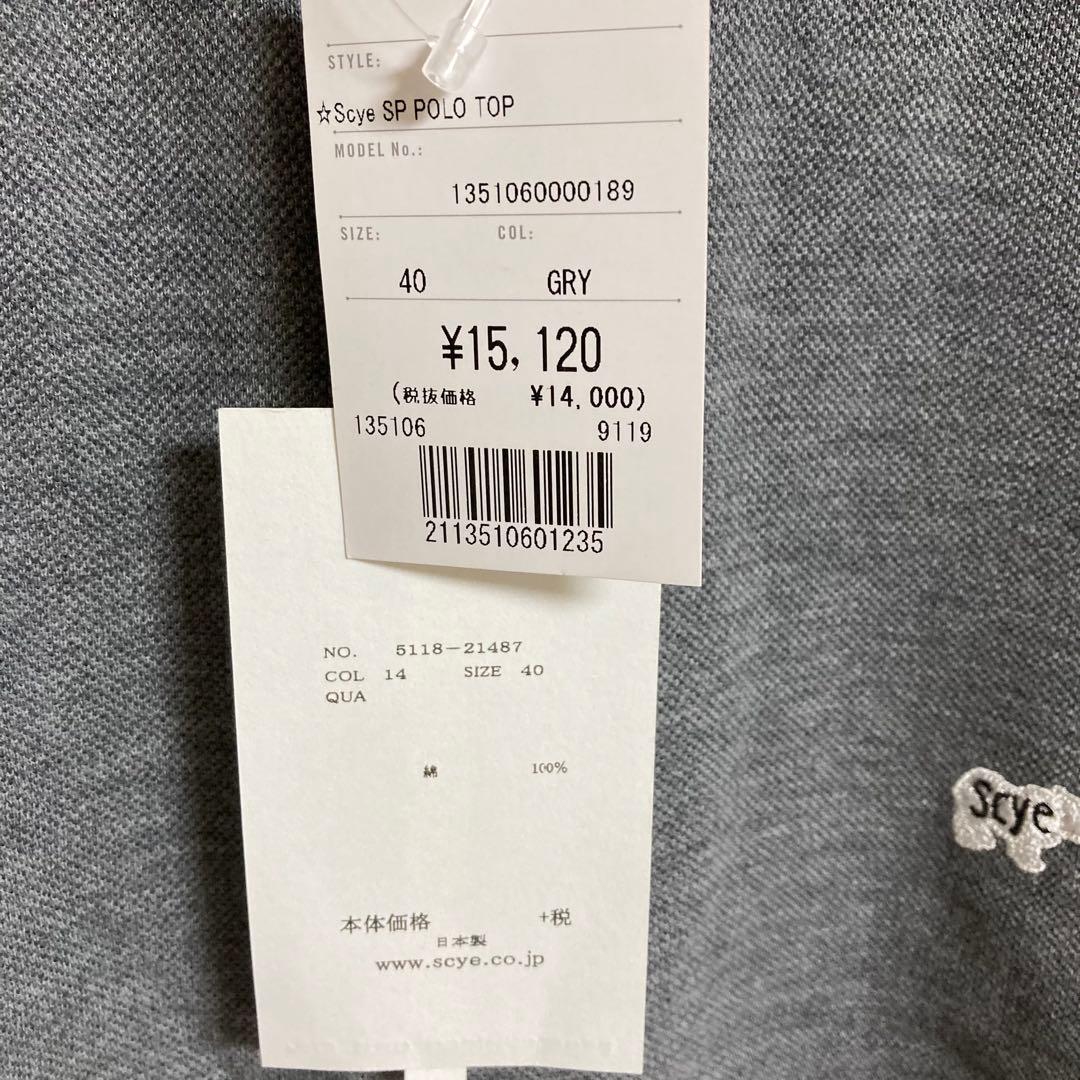 STYLE:
☆Scye SP POLO TOP
MODEL No.:
1351060000189
SIZE: COL:
40 GRY
¥15,120
(税抜価格 ¥14,000)
135106 9119
2113510601235
NO. 5118-21487
COL 14 SIZE 40
QUA
綿 100%
本体価格 +税
日本製
www.scye.co.jp
Scye